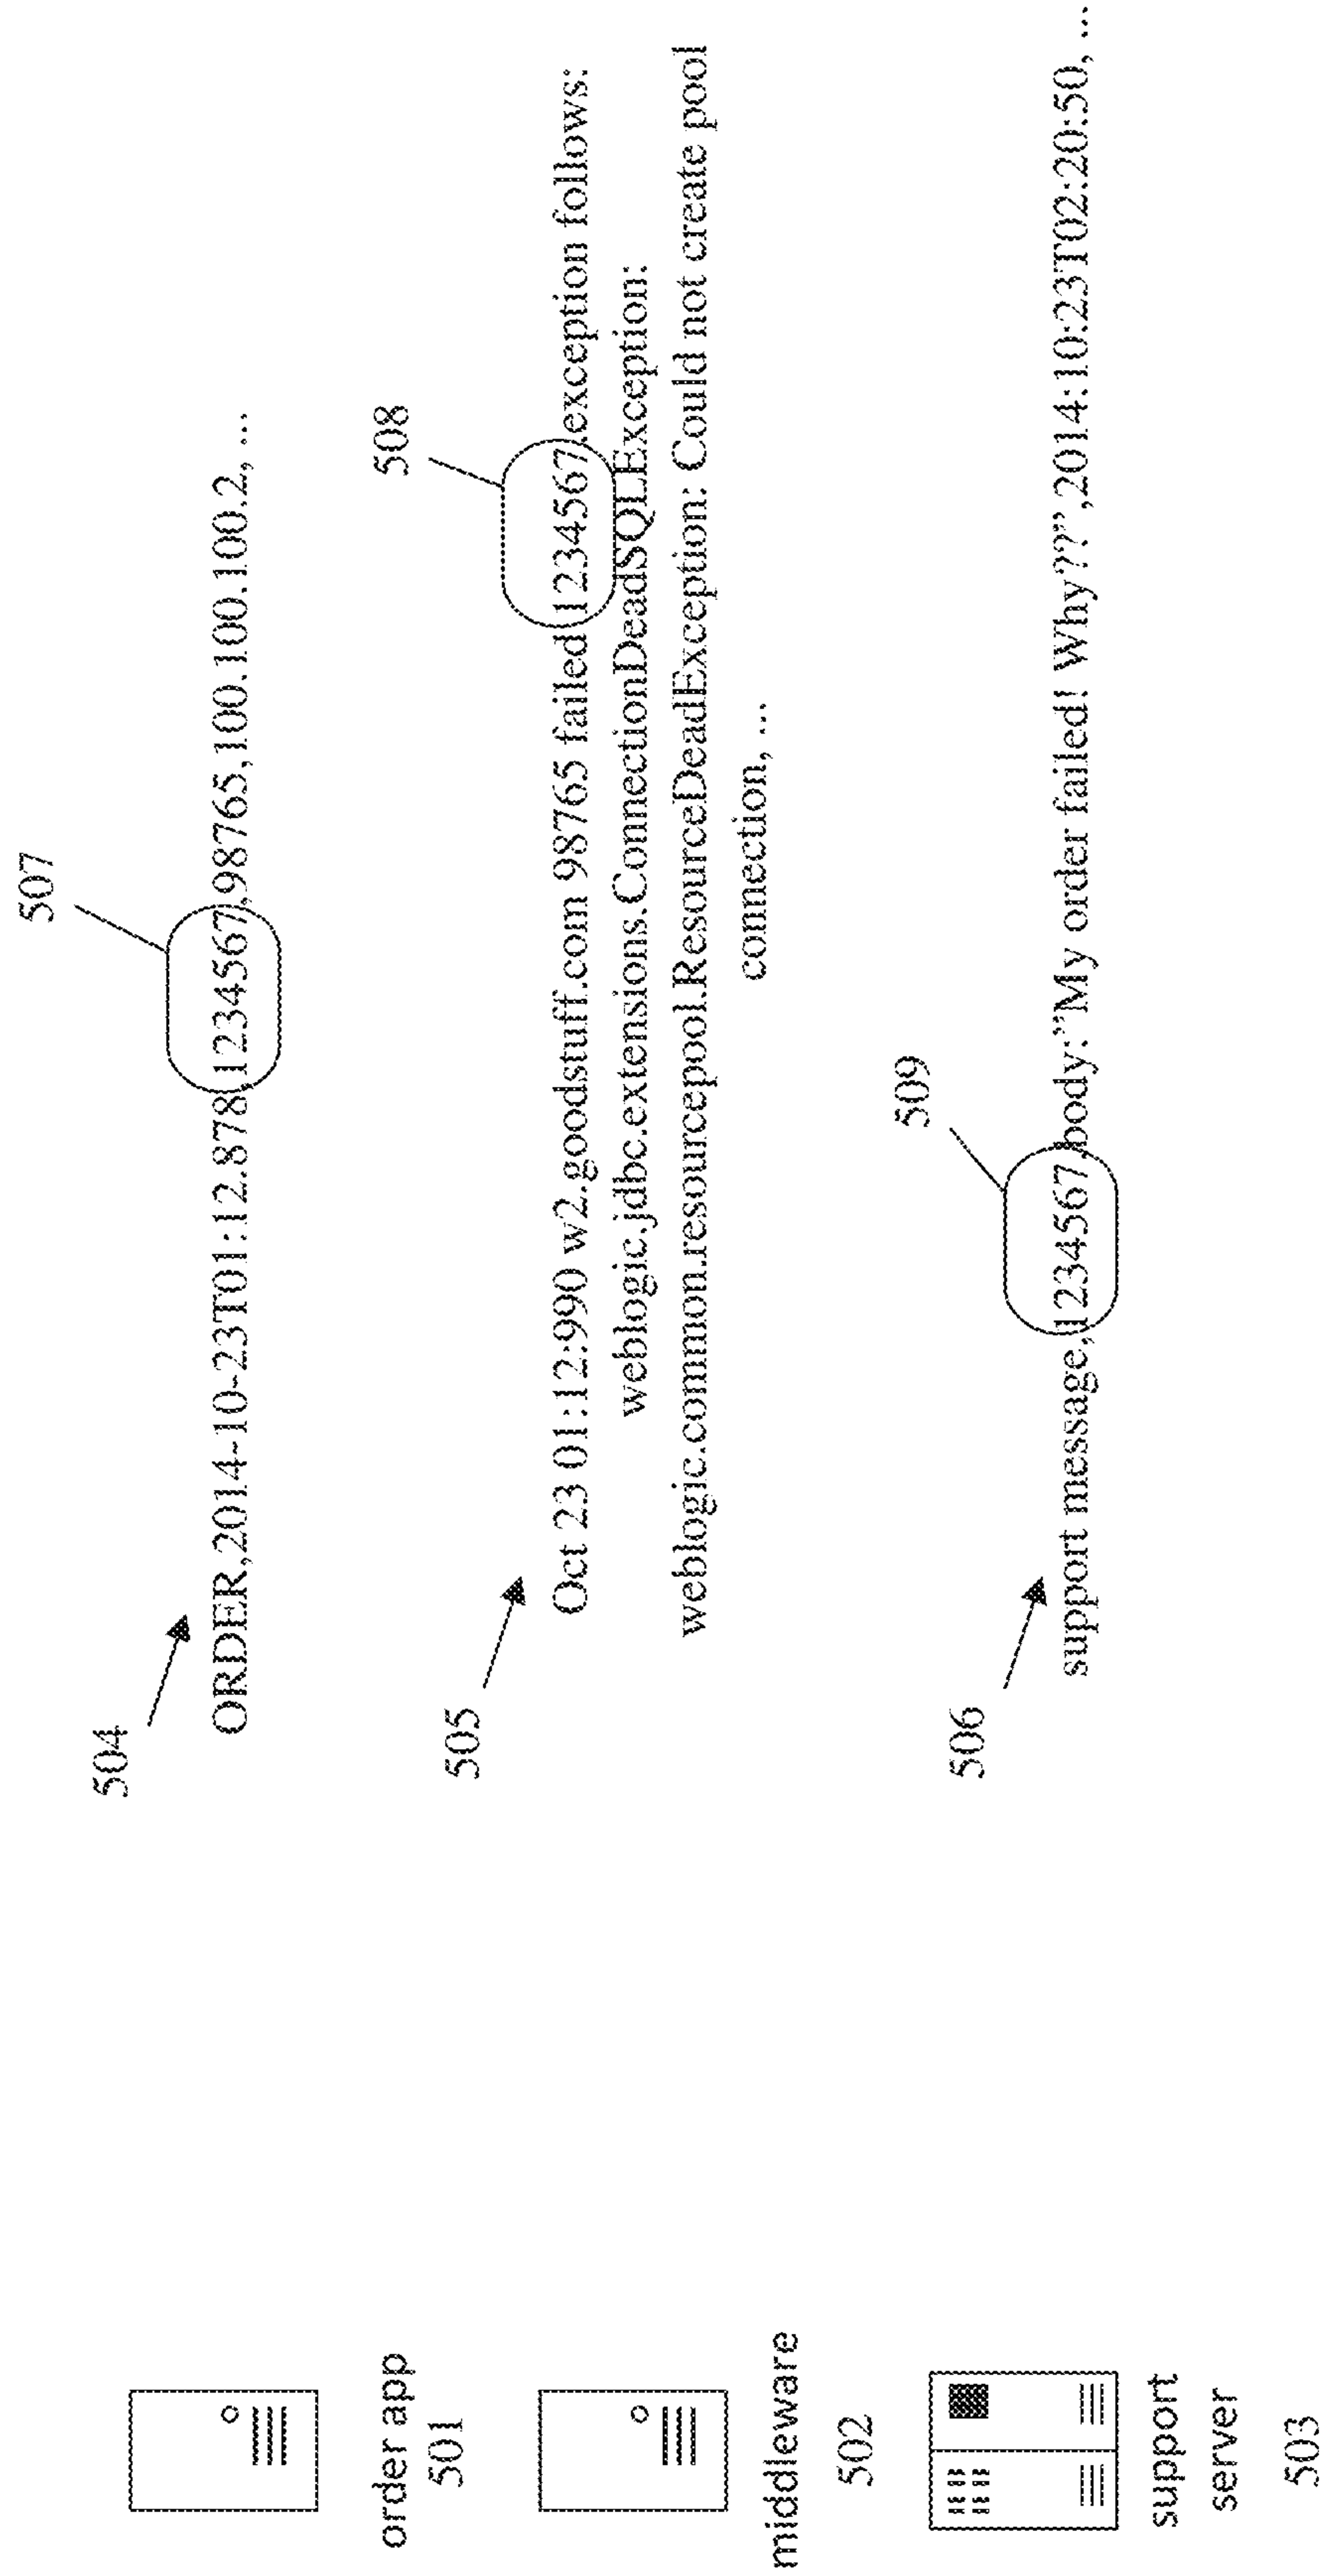 507
504
ORDER,2014-10-23T01:12.878,1234567,98765,100.100.100.2, ...
order app
501
508
505
Oct 23 01:12:990 w2.goodstuff.com 98765 failed 1234567.exception follows:
weblogic.jdbc.extensions.ConnectionDeadSQLException:
weblogic.common.resourcepool.ResourceDeadException: Could not create pool
connection, ...
middleware
502
509
506
support message,1234567,body:”My order failed! Why??”,2014:10:23T02:20:50, ...
support
server
503